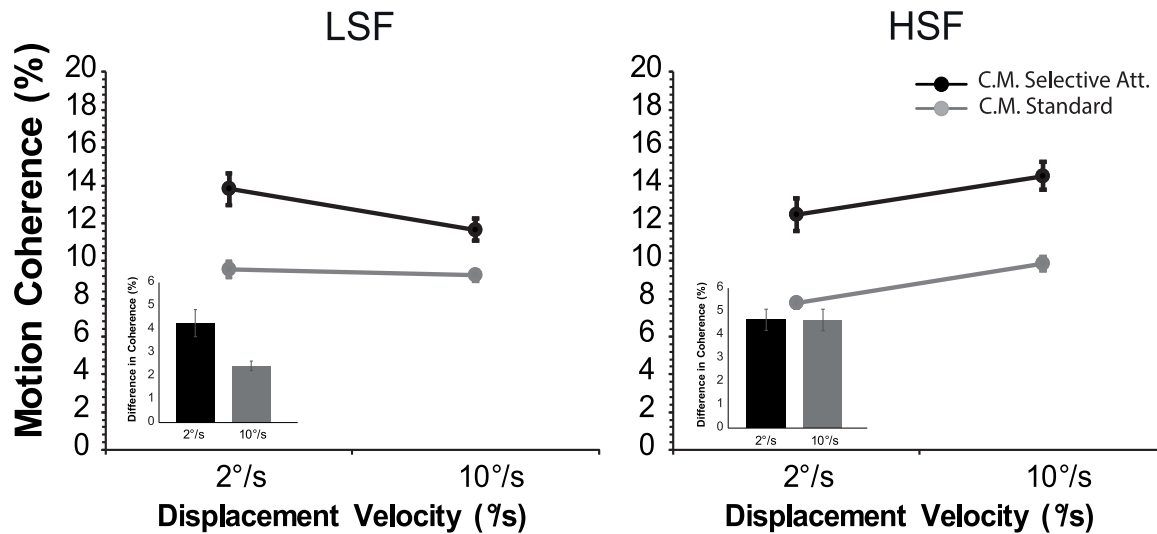 LSF
Motion Coherence (%)
20
18
16
14
12
10
8
6
4
2
0
Difference in Coherence (%)
6
5
4
3
2
1
0
2°/s 10°/s
2°/s 10°/s
Displacement Velocity (°/s)
HSF
20
18
16
14
12
10
8
6
4
2
0
C.M. Selective Att.
C.M. Standard
Difference in Coherence (%)
6
5
4
3
2
1
0
2°/s 10°/s
2°/s 10°/s
Displacement Velocity (°/s)